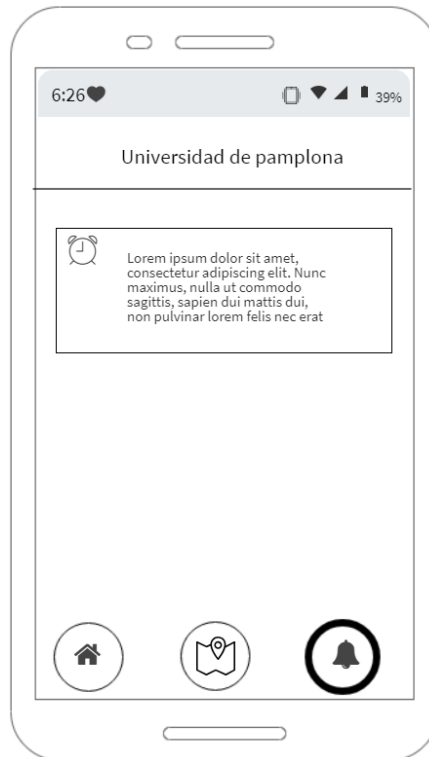 6:26
39%
Universidad de pamplona
Lorem ipsum dolor sit amet,
consectetur adipiscing elit. Nunc
maximus, nulla ut commodo
sagittis, sapien dui mattis dui,
non pulvinar lorem felis nec erat